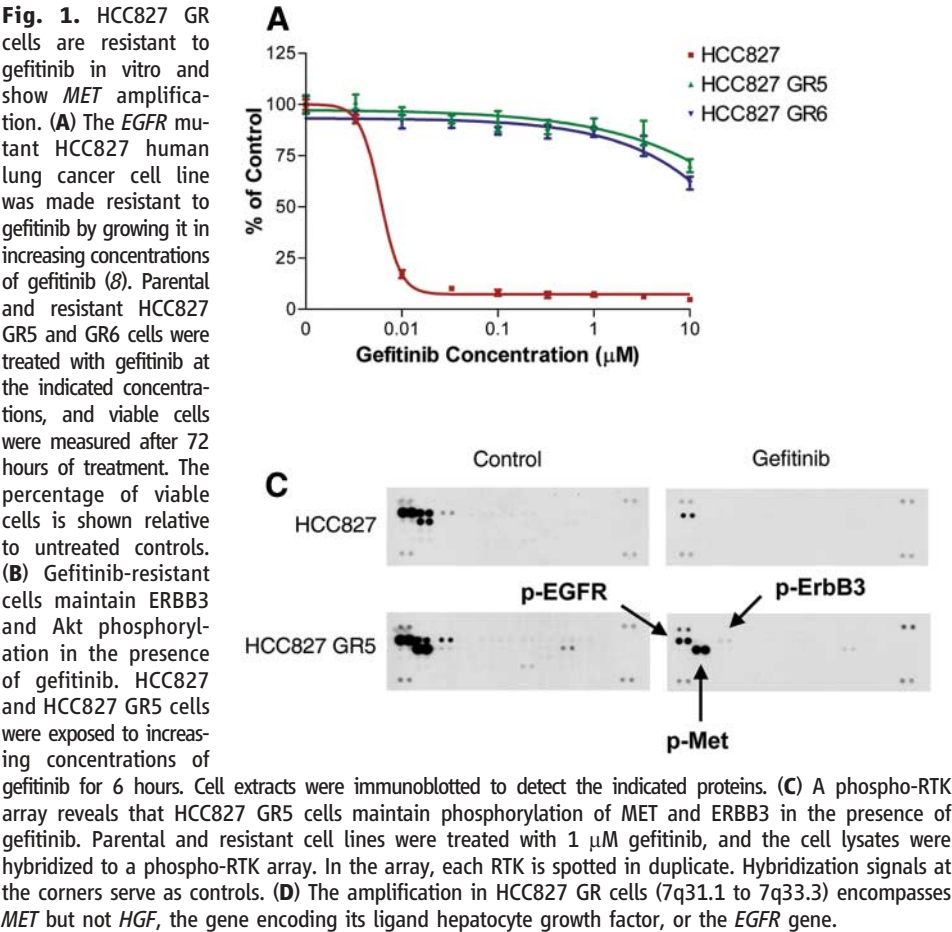 Fig. 1. HCC827 GR
cells are resistant to
gefitinib in vitro and
show MET amplifica-
tion. (A) The EGFR mu-
tant HCC827 human
lung cancer cell line
was made resistant to
gefitinib by growing it in
increasing concentrations
of gefitinib (8). Parental
and resistant HCC827
GR5 and GR6 cells were
treated with gefitinib at
the indicated concentra-
tions, and viable cells
were measured after 72
hours of treatment. The
percentage of viable
cells is shown relative
to untreated controls.
(B) Gefitinib-resistant
cells maintain ERBB3
and Akt phosphoryl-
ation in the presence
of gefitinib. HCC827
and HCC827 GR5 cells
were exposed to increas-
ing concentrations of
gefitinib for 6 hours. Cell extracts were immunoblotted to detect the indicated proteins. (C) A phospho-RTK
array reveals that HCC827 GR5 cells maintain phosphorylation of MET and ERBB3 in the presence of
gefitinib. Parental and resistant cell lines were treated with 1 μM gefitinib, and the cell lysates were
hybridized to a phospho-RTK array. In the array, each RTK is spotted in duplicate. Hybridization signals at
the corners serve as controls. (D) The amplification in HCC827 GR cells (7q31.1 to 7q33.3) encompasses
MET but not HGF, the gene encoding its ligand hepatocyte growth factor, or the EGFR gene.
A
125
100
75
50
25
0
% of Control
0 0.01 0.1 1 10
Gefitinib Concentration (μM)
HCC827
HCC827 GR5
HCC827 GR6
C
Control Gefitinib
HCC827
p-EGFR p-ErbB3
HCC827 GR5
p-Met